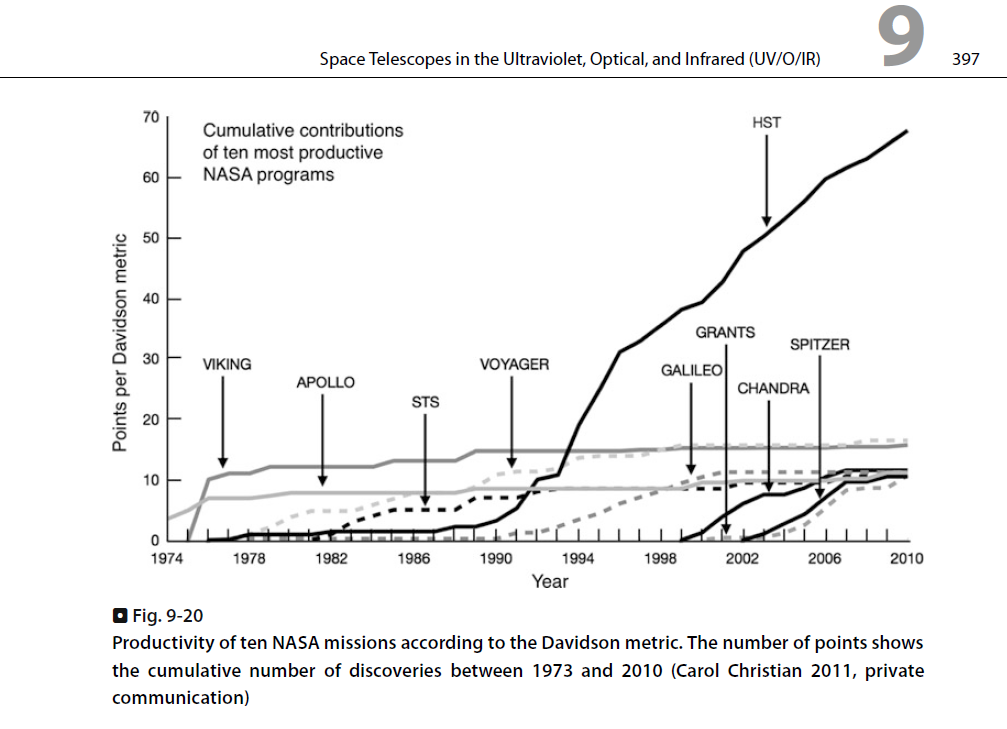 Space Telescopes in the Ultraviolet, Optical, and Infrared (UV/O/IR)
9
397
Cumulative contributions
of ten most productive
NASA programs
Points per Davidson metric
70
60
50
40
30
20
10
0
HST
GRANTS
SPITZER
VIKING
VOYAGER
GALILEO
APOLLO
CHANDRA
STS
1974 1978 1982 1986 1990 1994 1998 2002 2006 2010
Year
Fig. 9-20
Productivity of ten NASA missions according to the Davidson metric. The number of points shows
the cumulative number of discoveries between 1973 and 2010 (Carol Christian 2011, private
communication)